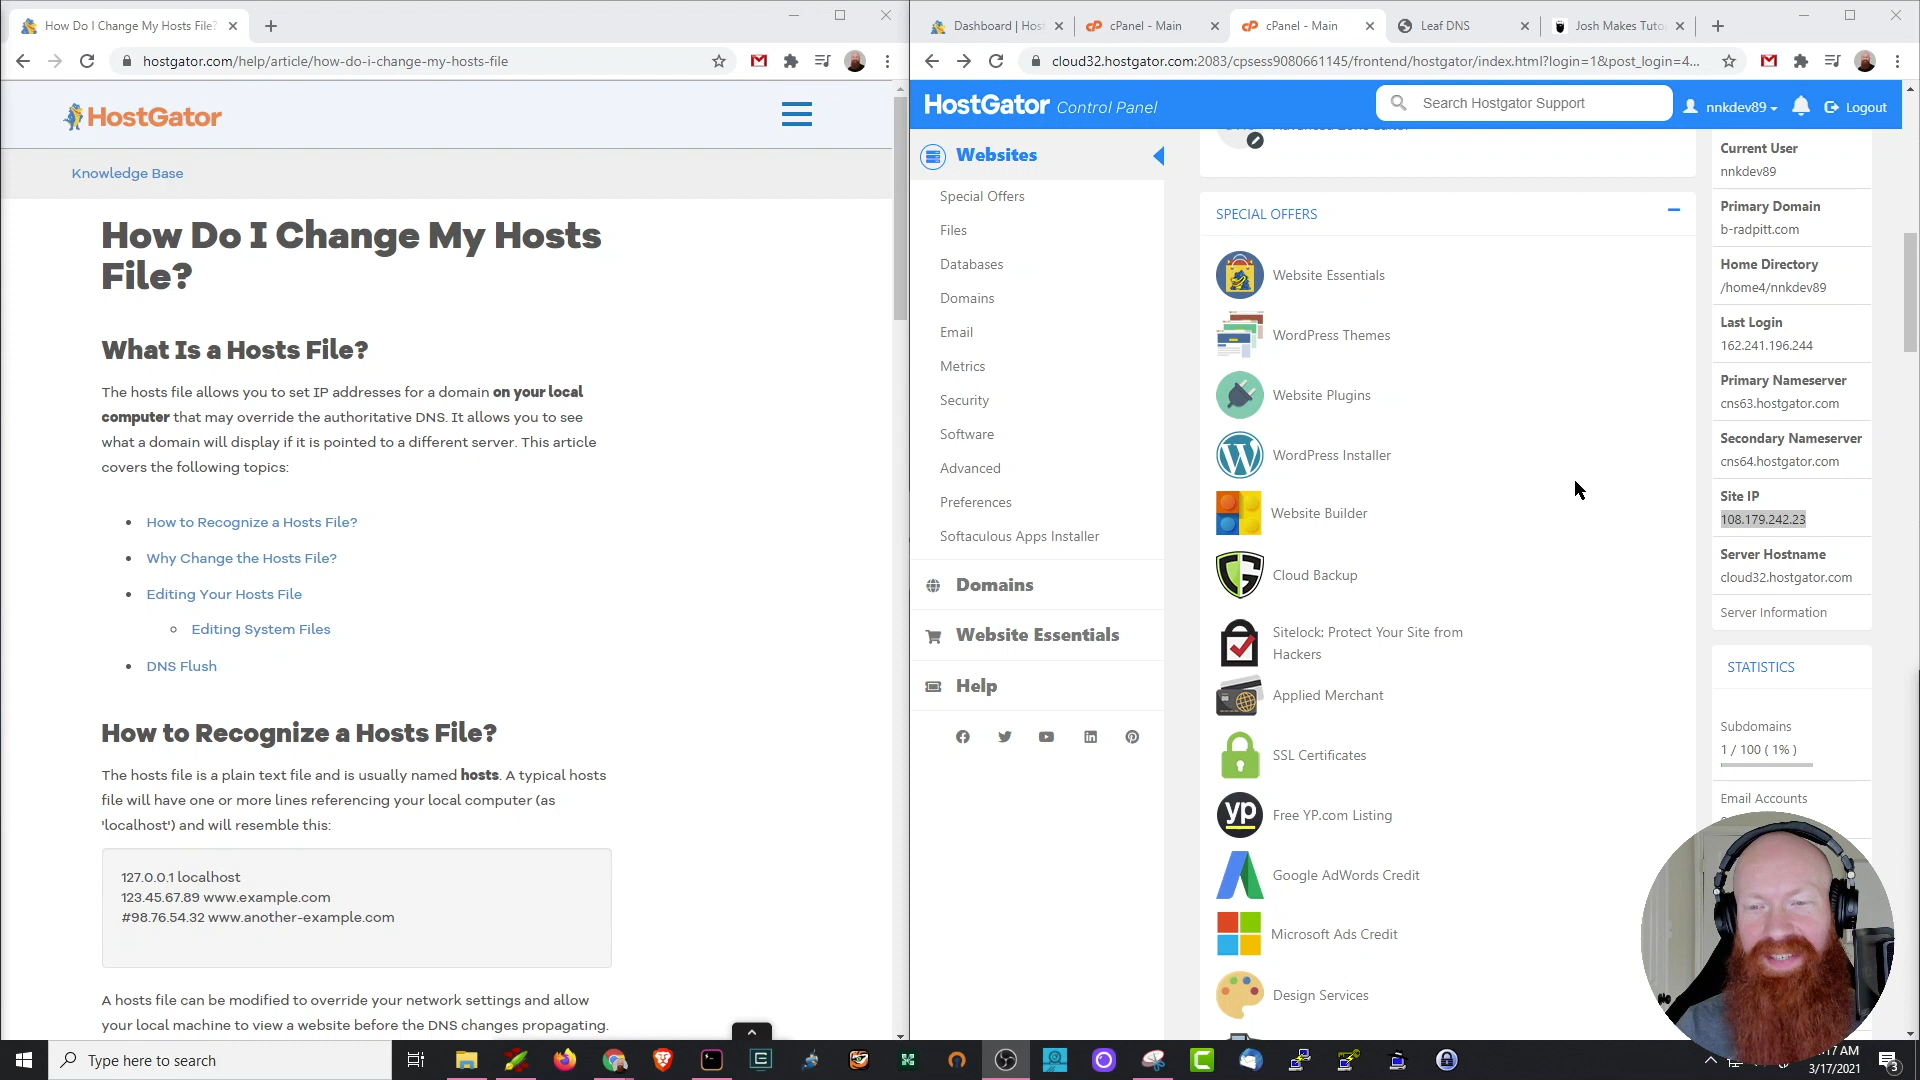 How Do I Change My Hosts File?
hostgator.com/help/article/how-do-i-change-my-hosts-file
HostGator
Knowledge Base
How Do I Change My Hosts
File?
What Is a Hosts File?
The hosts file allows you to set IP addresses for a domain on your local
computer that may override the authoritative DNS. It allows you to see
what a domain will display if it is pointed to a different server. This article
covers the following topics:
How to Recognize a Hosts File?
Why Change the Hosts File?
Editing Your Hosts File
Editing System Files
DNS Flush
How to Recognize a Hosts File?
The hosts file is a plain text file and is usually named hosts. A typical hosts
file will have one or more lines referencing your local computer (as
'localhost') and will resemble this:
127.0.0.1 localhost
123.45.67.89 www.example.com
#98.76.54.32 www.another-example.com
A hosts file can be modified to override your network settings and allow
your local machine to view a website before the DNS changes propagating.
Dashboard | Host
cPanel - Main
cPanel - Main
Leaf DNS
Josh Makes Tuto
cloud32.hostgator.com:2083/cpsess9080661145/frontend/hostgator/index.html?login=1&post_login=4...
HostGator Control Panel
Search Hostgator Support
nnkdev89
Logout
Websites
Special Offers
Files
Databases
Domains
Email
Metrics
Security
Software
Advanced
Preferences
Softaculous Apps Installer
Domains
Website Essentials
Help
SPECIAL OFFERS
Website Essentials
WordPress Themes
Website Plugins
WordPress Installer
Website Builder
Cloud Backup
Sitelock: Protect Your Site from
Hackers
Applied Merchant
SSL Certificates
yp
Free YP.com Listing
Google AdWords Credit
Microsoft Ads Credit
Design Services
Current User
nnkdev89
Primary Domain
b-radpitt.com
Home Directory
/home4/nnkdev89
Last Login
162.241.196.244
Primary Nameserver
cns63.hostgator.com
Secondary Nameserver
cns64.hostgator.com
Site IP
108.179.242.23
Server Hostname
cloud32.hostgator.com
Server Information
STATISTICS
Subdomains
1 / 100 ( 1% )
Email Accounts
Type here to search
:17 AM
3/17/2021
3